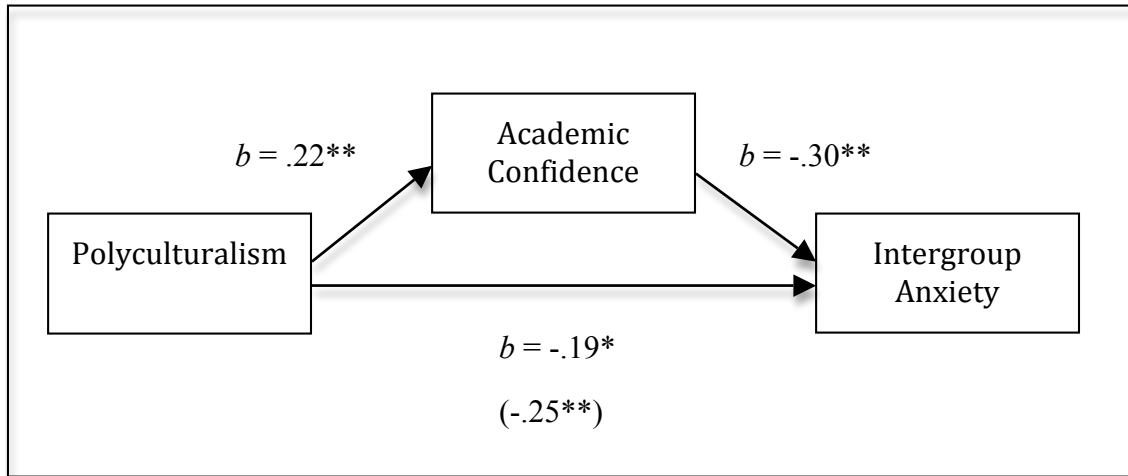 Academic
Confidence
b = .22**
b = -.30**
Polyculturalism
Intergroup
Anxiety
b = -.19*
(-.25**)